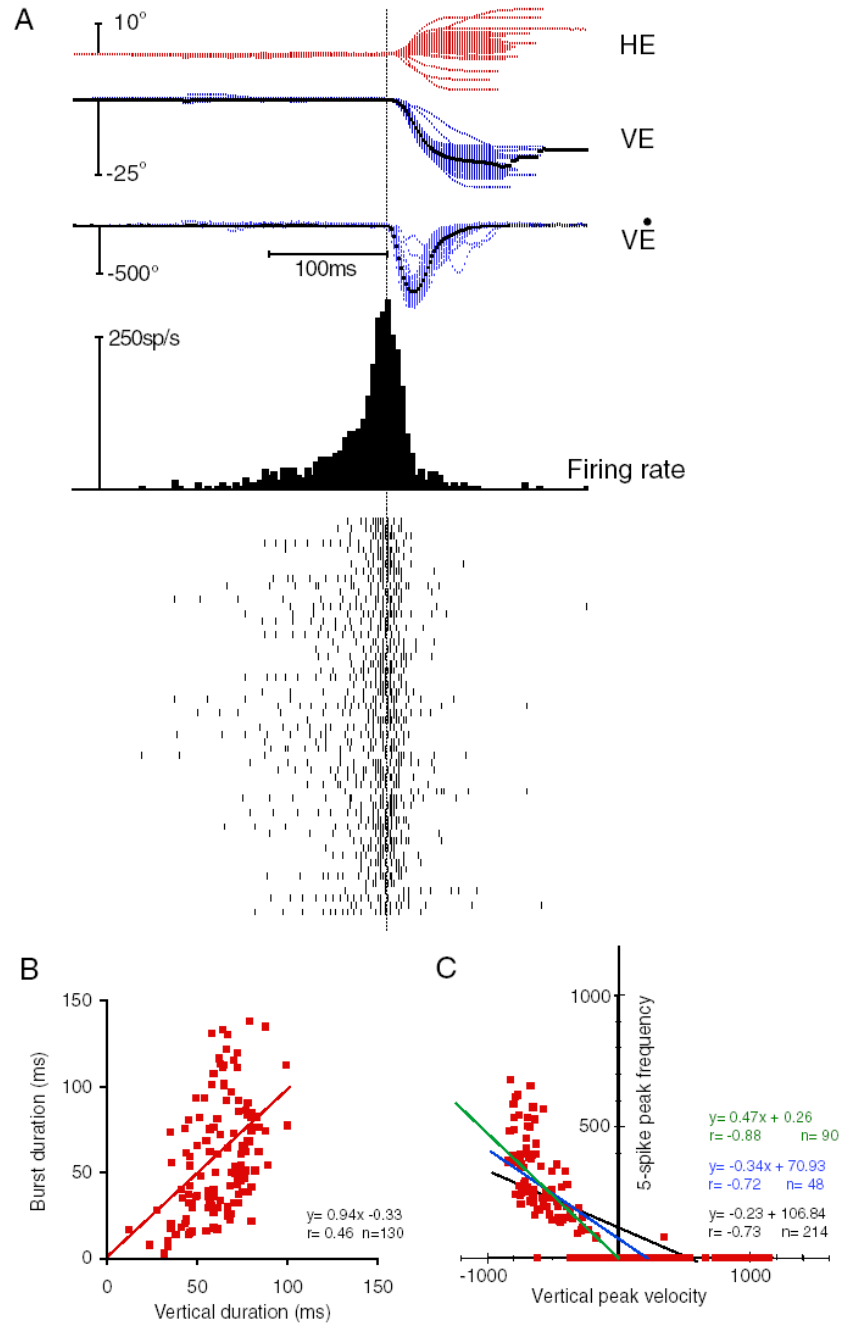 A
10°
HE
VE
-25°
VE
-500°
100ms
250sp/s
Firing rate
B
150
100
50
0
0
50
100
150
Burst duration (ms)
Vertical duration (ms)
y= 0.94x -0.33
r= 0.46 n=130
C
1000
500
-1000
1000
5-spike peak frequency
Vertical peak velocity
y= 0.47x + 0.26
r= -0.88 n= 90
y= -0.34x + 70.93
r= -0.72 n= 48
y= -0.23 + 106.84
r= -0.73 n= 214